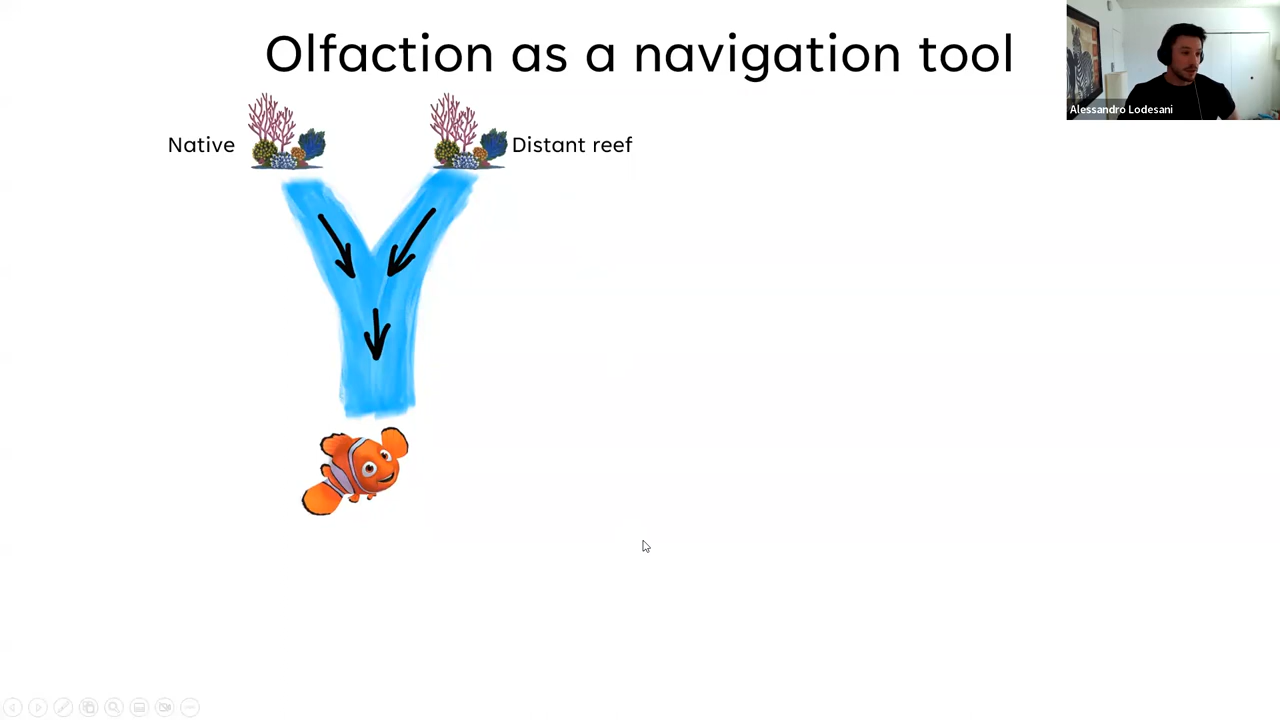 Olfaction as a navigation tool
Alessandro Lodesani
Native
Distant reef